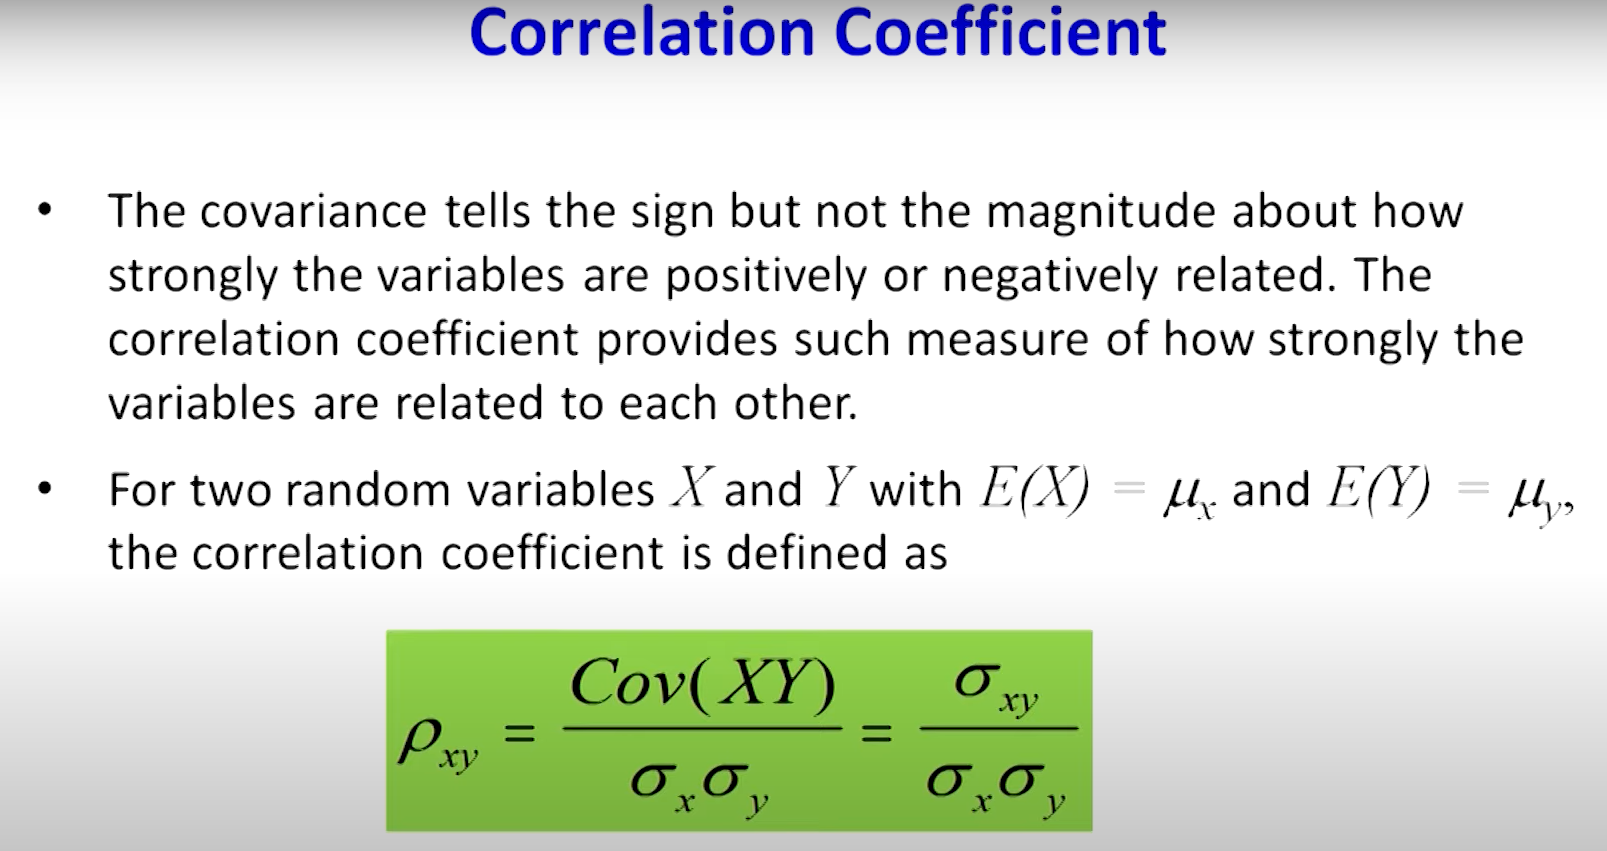 Correlation Coefficient
• The covariance tells the sign but not the magnitude about how
strongly the variables are positively or negatively related. The
correlation coefficient provides such measure of how strongly the
variables are related to each other.
• For two random variables X and Y with E(X) = μx and E(Y) = μy,
the correlation coefficient is defined as
ρxy = Cov(XY) / σxσy = σxy / σxσy